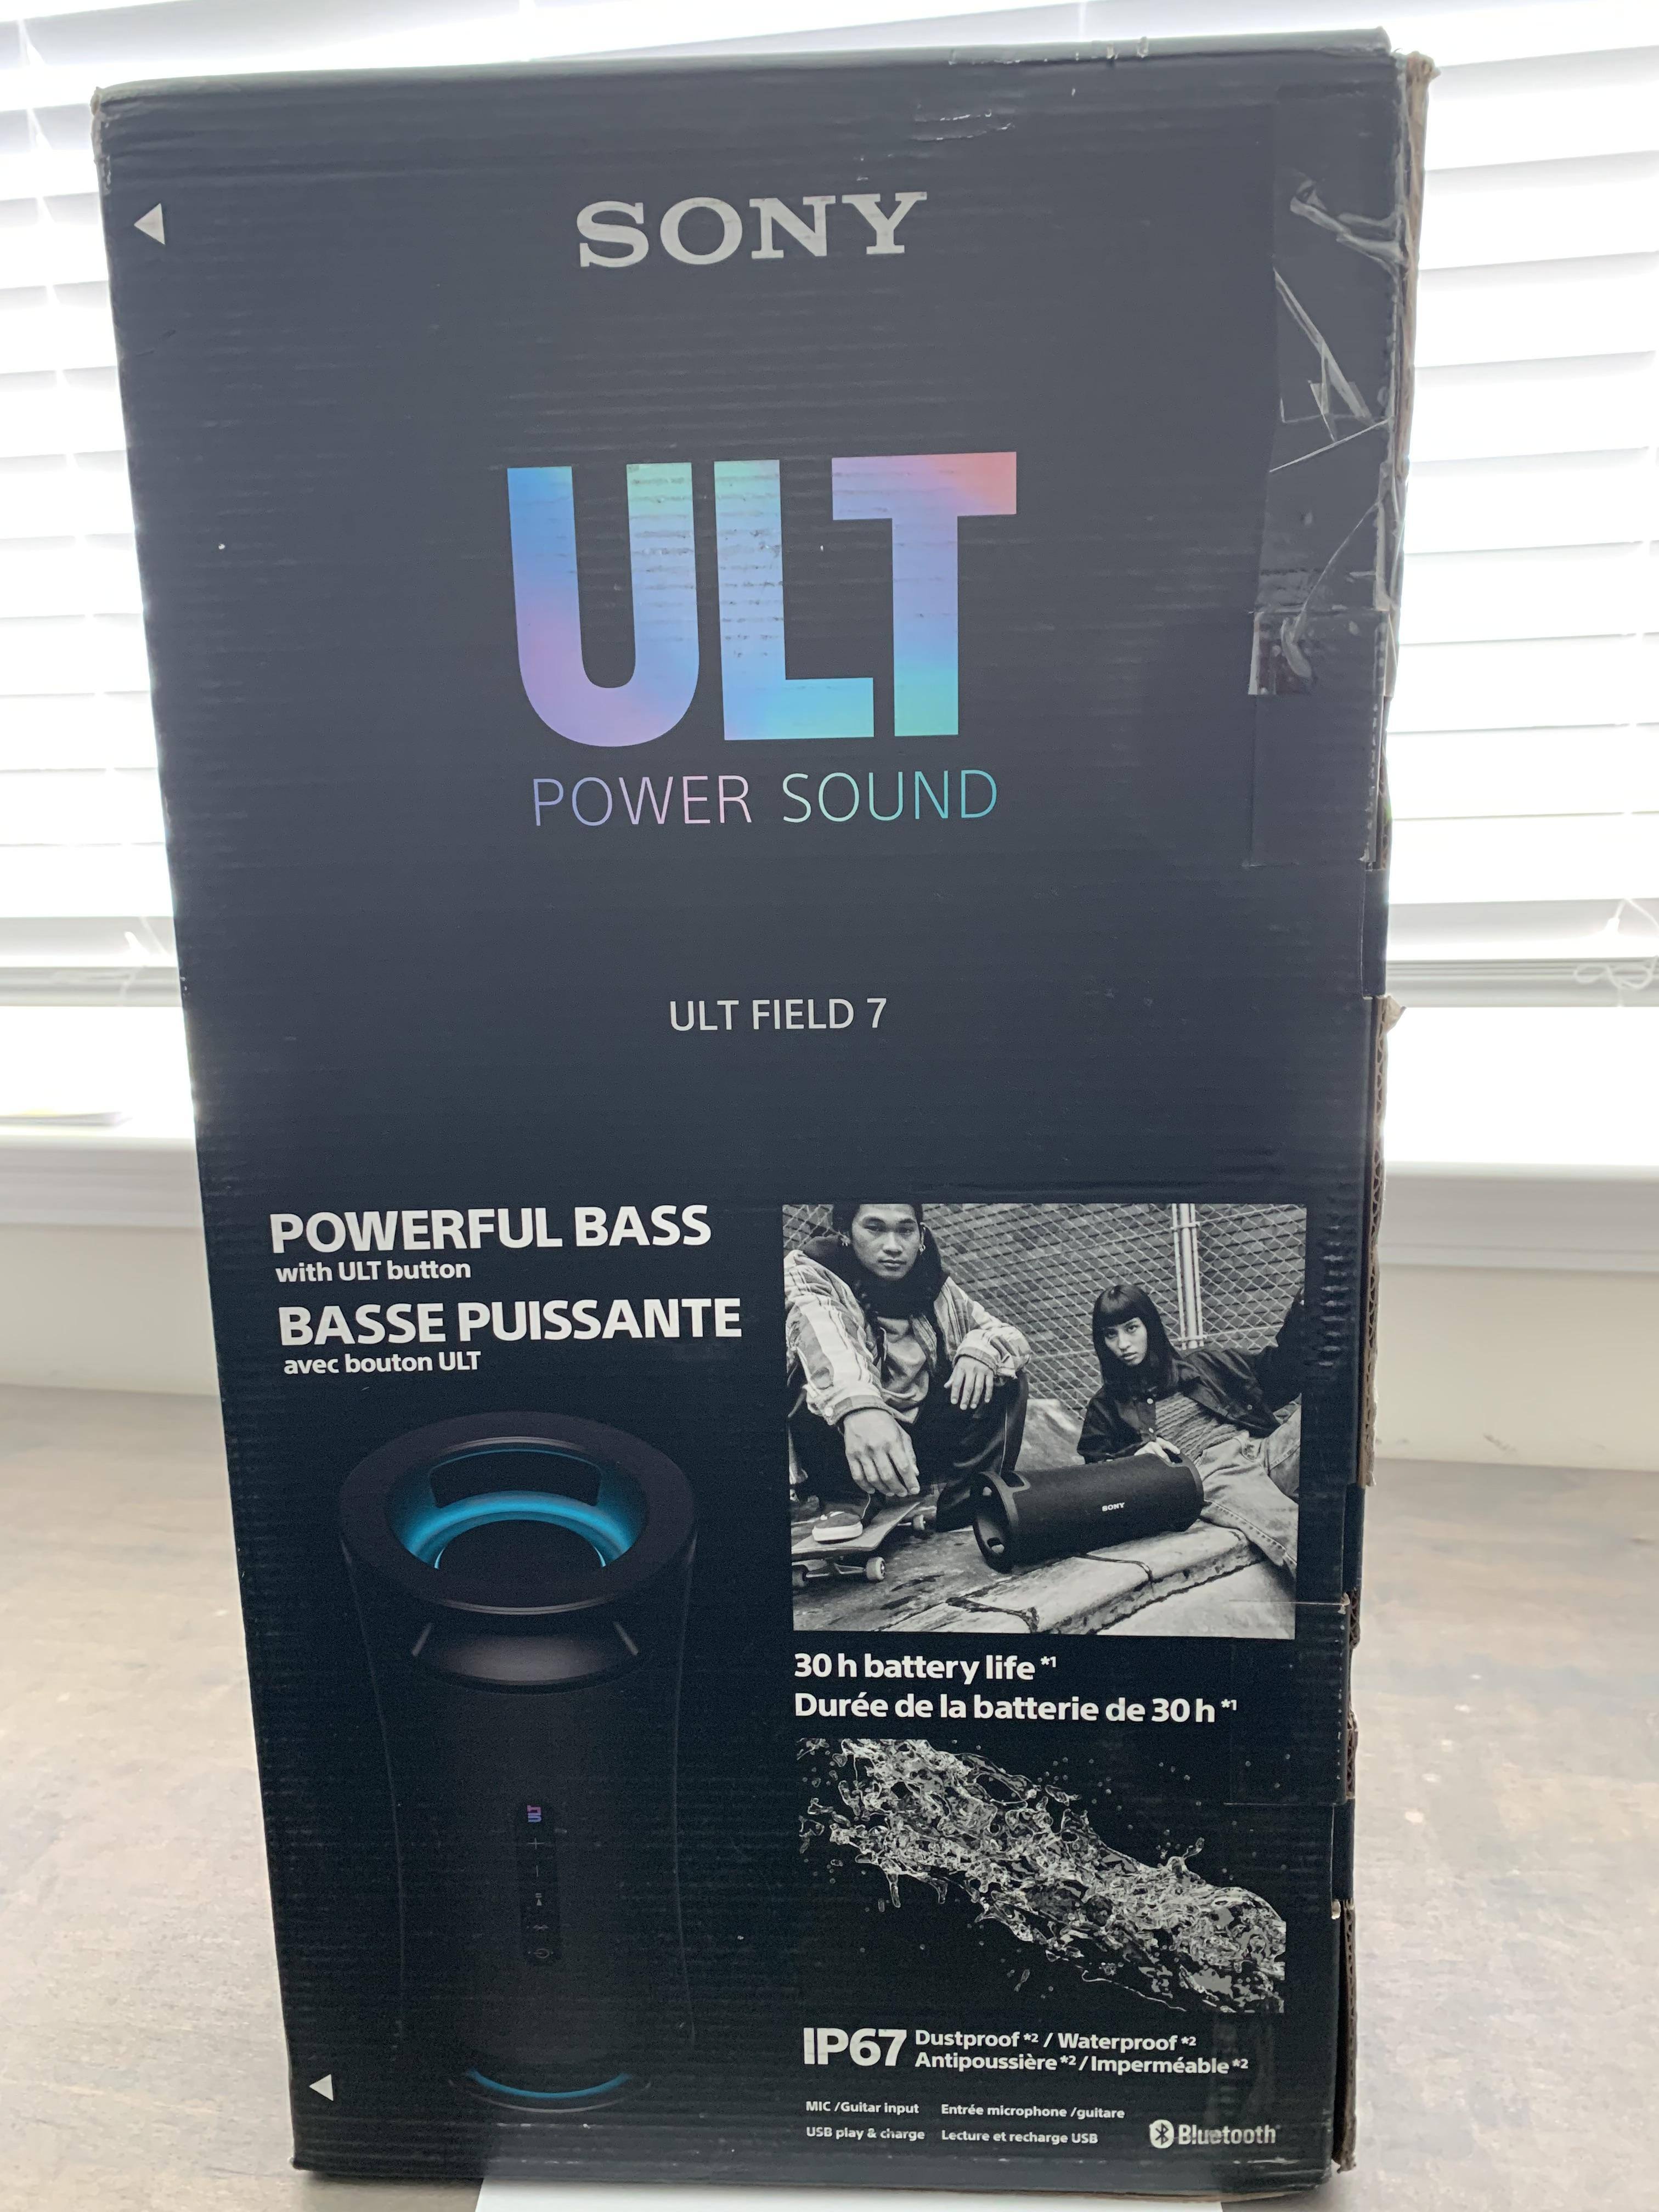 SONY
ULT
POWER SOUND
ULT FIELD 7
POWERFUL BASS
with ULT button
BASSE PUISSANTE
avec bouton ULT
SONY
30 h battery life *1
Durée de la batterie de 30 h *1
ULT
IP67 Dustproof *2 / Waterproof *2
Antipoussière *2 / Imperméable *2
MIC /Guitar input Entrée microphone /guitare
USB play & charge Lecture et recharge USB
Bluetooth